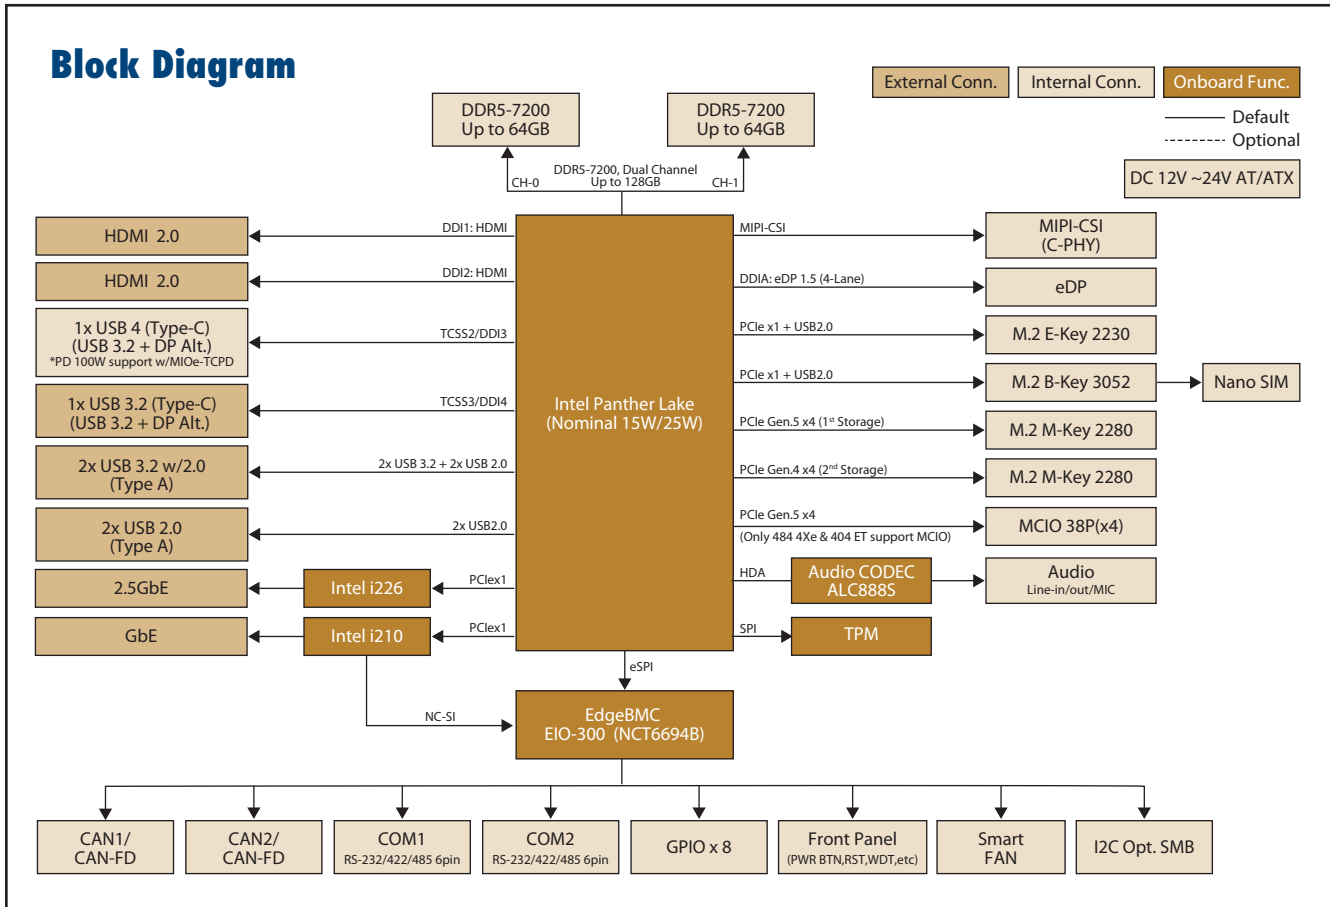 Block Diagram
External Conn.
Internal Conn.
Onboard Func.
Default
Optional
DC 12V ~24V AT/ATX
DDR5-7200
Up to 64GB
DDR5-7200
Up to 64GB
DDR5-7200, Dual Channel
Up to 128GB
CH-0
CH-1
HDMI 2.0
DDI1: HDMI
HDMI 2.0
DDI2: HDMI
1x USB 4 (Type-C)
(USB 3.2 + DP Alt.)
*PD 100W support w/MIOe-TCPD
TCSS2/DDI3
1x USB 3.2 (Type-C)
(USB 3.2 + DP Alt.)
TCSS3/DDI4
2x USB 3.2 w/2.0
(Type A)
2x USB 3.2 + 2x USB 2.0
2x USB 2.0
(Type A)
2x USB2.0
2.5GbE
Intel i226
PCIex1
GbE
Intel i210
PCIex1
Intel Panther Lake
(Nominal 15W/25W)
MIPI-CSI
MIPI-CSI
(C-PHY)
DDIA: eDP 1.5 (4-Lane)
eDP
PCIe x1 + USB2.0
M.2 E-Key 2230
PCIe x1 + USB2.0
M.2 B-Key 3052
Nano SIM
PCIe Gen.5 x4 (1st Storage)
M.2 M-Key 2280
PCIe Gen.4 x4 (2nd Storage)
M.2 M-Key 2280
PCIe Gen.5 x4
(Only 484 4Xe & 404 ET support MCIO)
MCIO 38P(x4)
HDA
Audio CODEC
ALC888S
Audio
Line-in/out/MIC
SPI
TPM
eSPI
NC-SI
EdgeBMC
EIO-300 (NCT6694B)
CAN1/
CAN-FD
CAN2/
CAN-FD
COM1
RS-232/422/485 6pin
COM2
RS-232/422/485 6pin
GPIO x 8
Front Panel
(PWR BTN,RST,WDT,etc)
Smart
FAN
I2C Opt. SMB